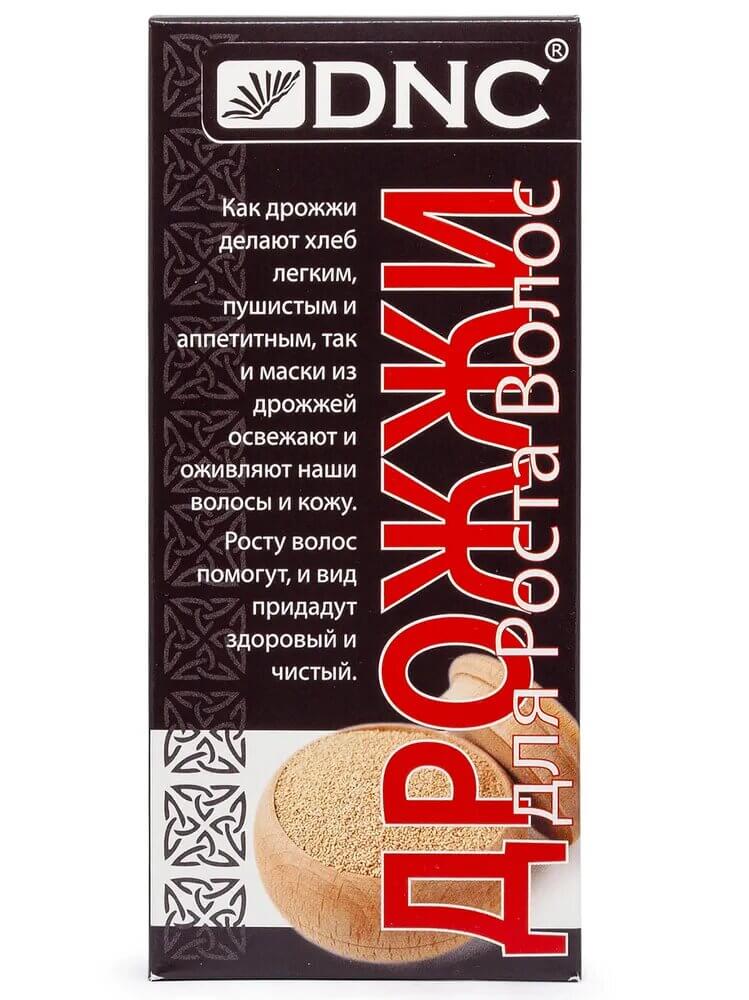 DNC®
Как дрожжи
делают хлеб
легким,
пушистым и
аппетитным, так
и маски из
дрожжей
освежают и
оживляют наши
волосы и кожу.
Росту волос
помогут, и вид
придадут
здоровый и
чистый.
ДРОЖЖИ
Для Роста Волос